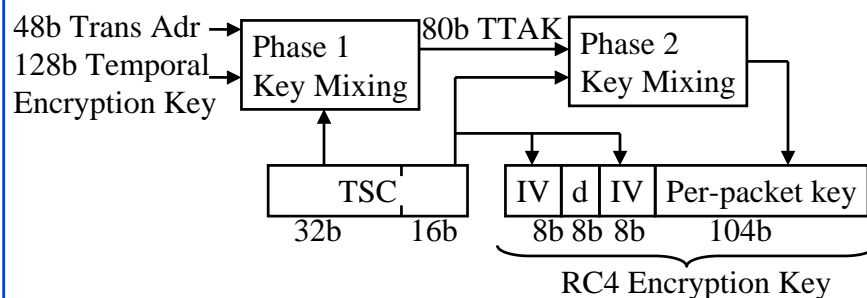 48b Trans Adr
128b Temporal
Encryption Key
Phase 1
Key Mixing
80b TTAK
Phase 2
Key Mixing
TSC
32b
16b
IV
d
IV
Per-packet key
8b
8b
8b
104b
RC4 Encryption Key